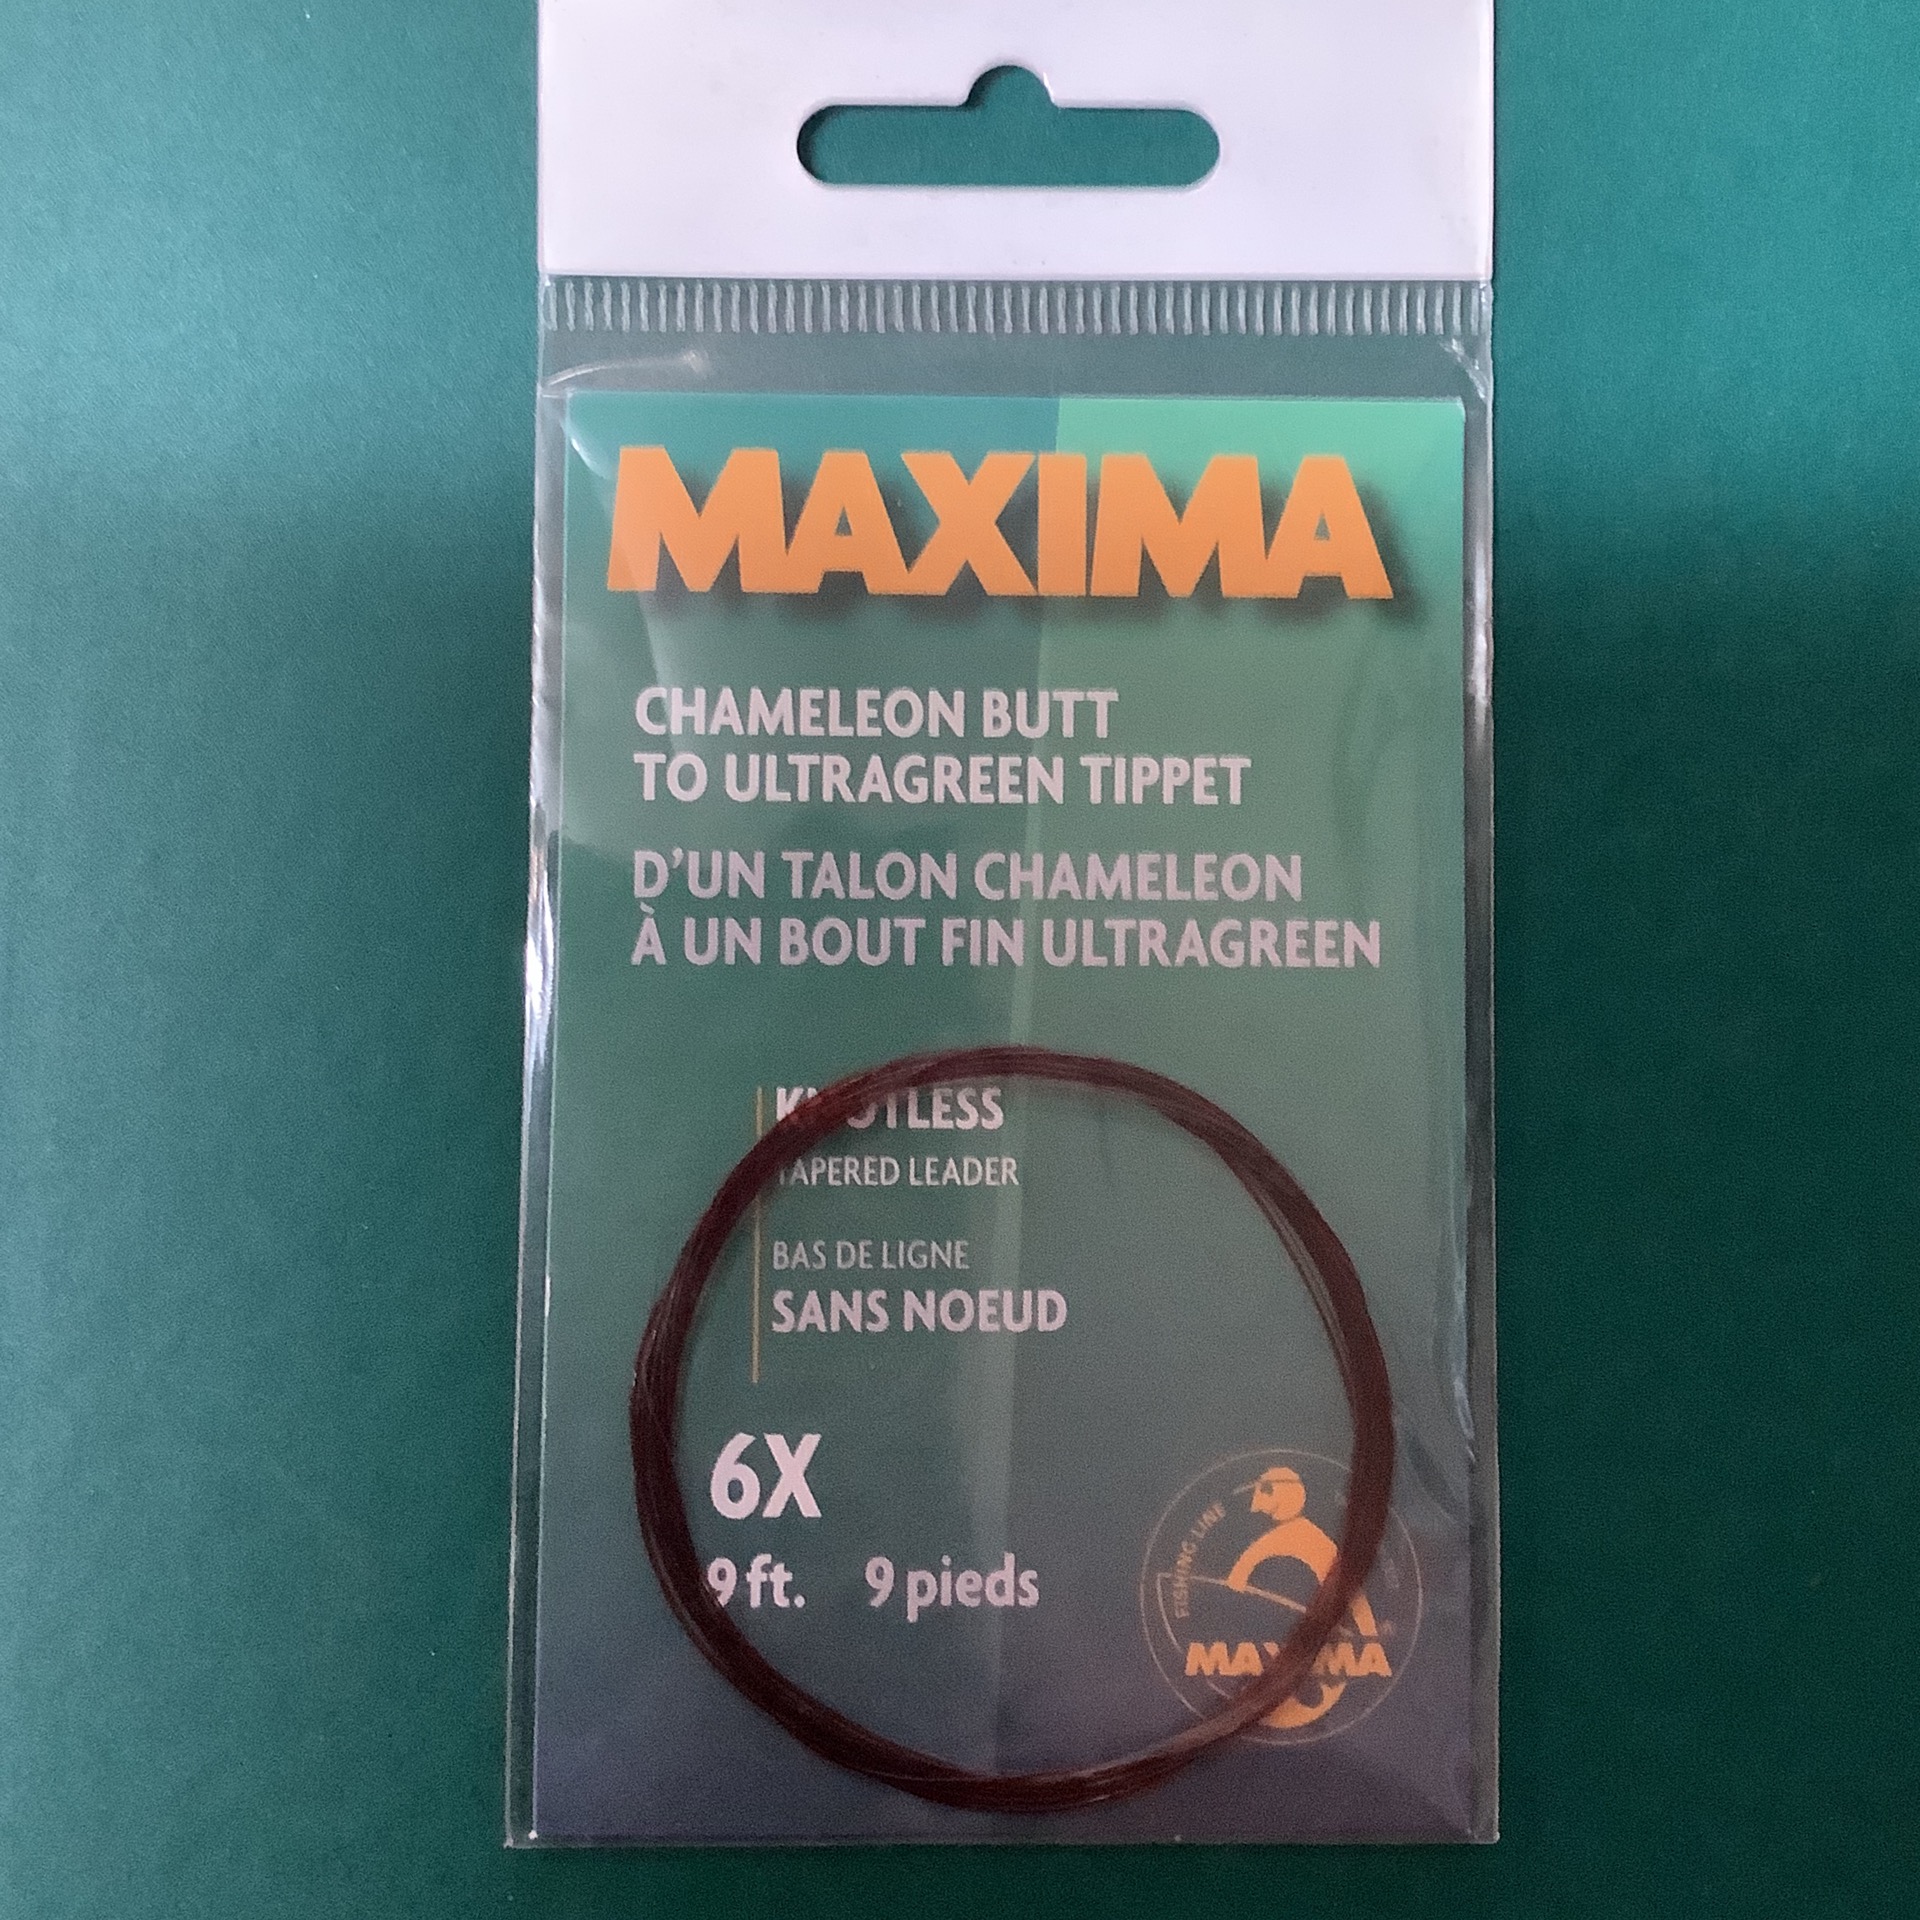 MAXIMA
CHAMELEON BUTT
TO ULTRAGREEN TIPPET
D'UN TALON CHAMELEON
À UN BOUT FIN ULTRAGREEN
KNOTLESS
TAPERED LEADER
BAS DE LIGNE
SANS NOEUD
6X
9 ft. 9 pieds
FISHING LINE
MAXIMA